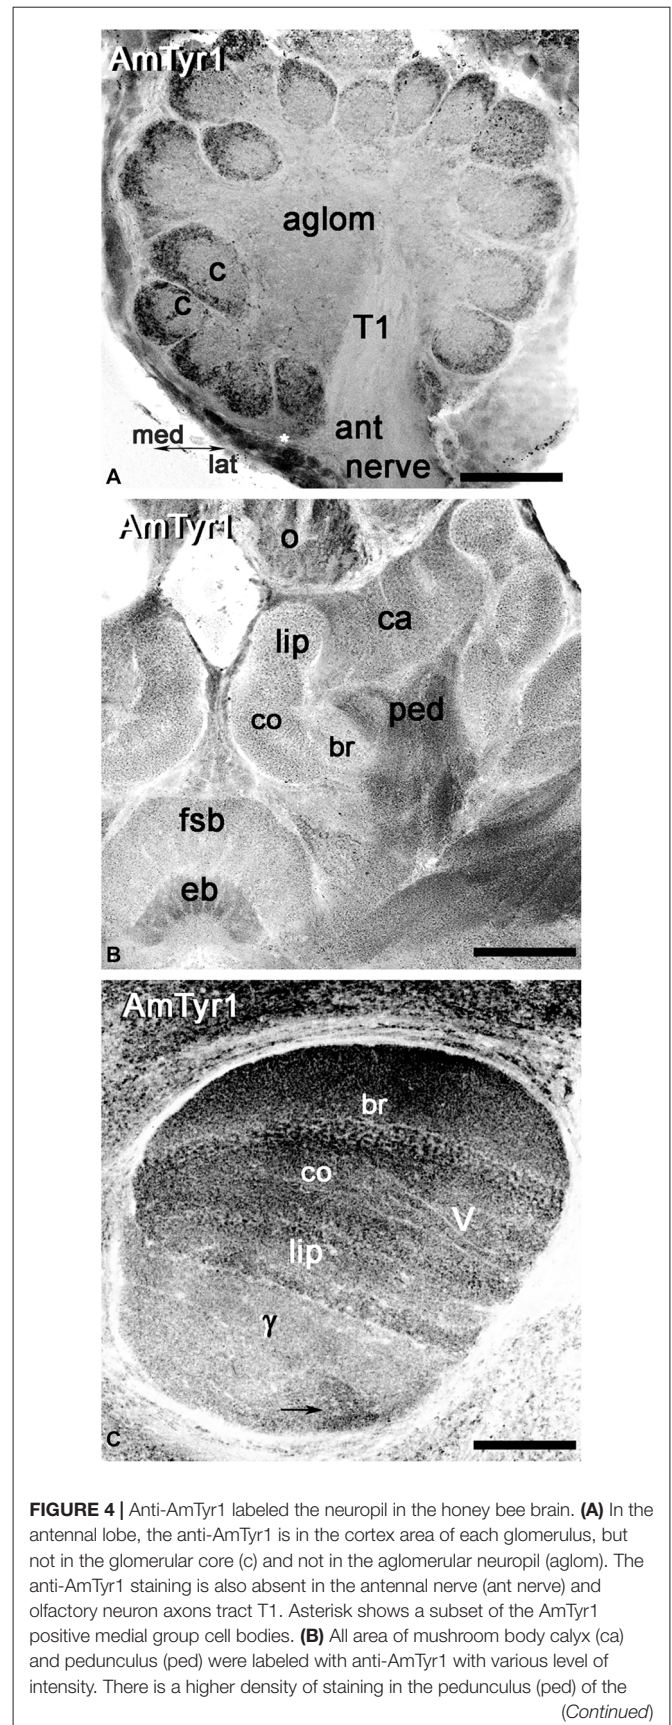 AmTyr1
aglom
c
c
T1
ant
nerve
med
lat
A
AmTyr1
o
ca
lip
ped
co
br
fsb
eb
B
AmTyr1
br
co
V
lip
γ
C
FIGURE 4 | Anti-AmTyr1 labeled the neuropil in the honey bee brain. (A) In the
antennal lobe, the anti-AmTyr1 is in the cortex area of each glomerulus, but
not in the glomerular core (c) and not in the aglomerular neuropil (aglom). The
anti-AmTyr1 staining is also absent in the antennal nerve (ant nerve) and
olfactory neuron axons tract T1. Asterisk shows a subset of the AmTyr1
positive medial group cell bodies. (B) All area of mushroom body calyx (ca)
and pedunculus (ped) were labeled with anti-AmTyr1 with various level of
intensity. There is a higher density of staining in the pedunculus (ped) of the
(Continued)